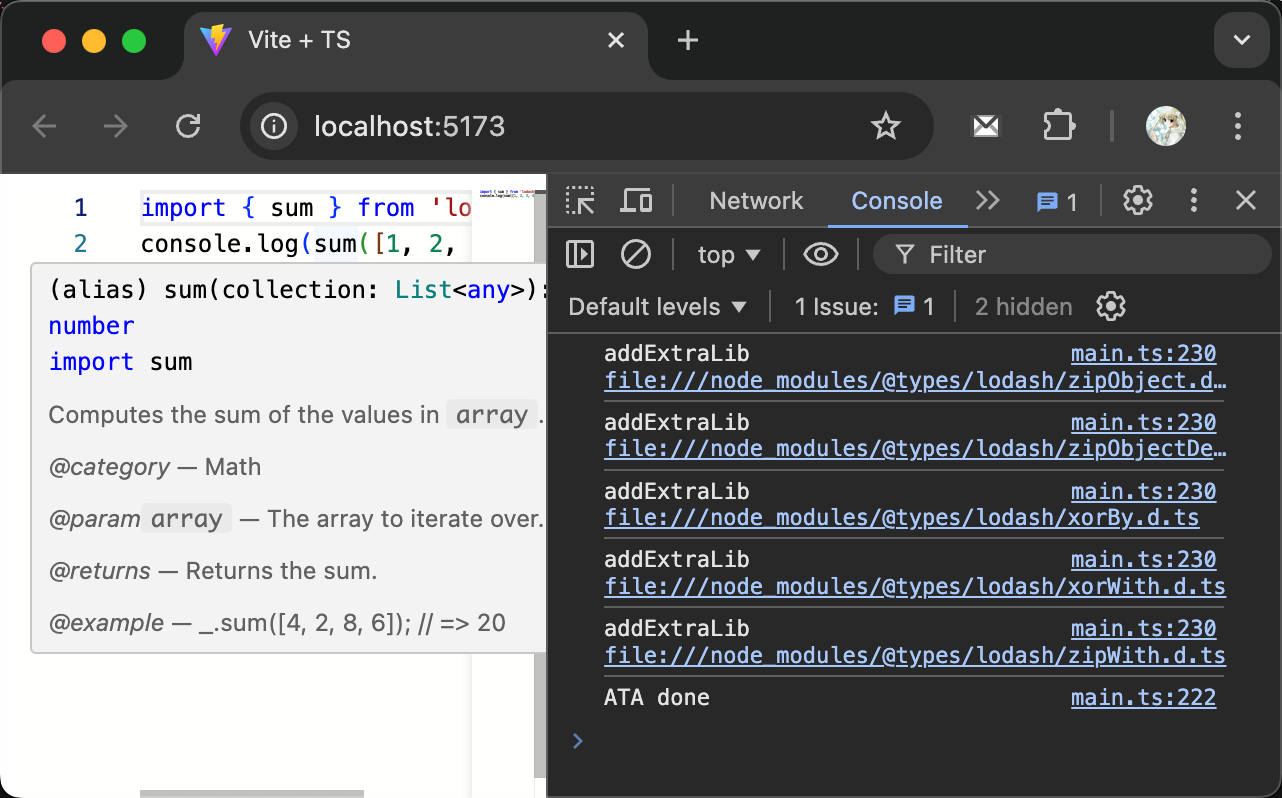 Vite + TS
localhost:5173
1 import { sum } from 'lo
2 console.log(sum([1, 2,
(alias) sum(collection: List<any>):
number
import sum
Computes the sum of the values in array.
@category — Math
@param array — The array to iterate over.
@returns — Returns the sum.
@example — _.sum([4, 2, 8, 6]); // => 20
Network Console 1
top Filter
Default levels 1 Issue: 1 2 hidden
addExtraLib main.ts:230
file:///node_modules/@types/lodash/zipObject.d…
addExtraLib main.ts:230
file:///node_modules/@types/lodash/zipObjectDe…
addExtraLib main.ts:230
file:///node_modules/@types/lodash/xorBy.d.ts
addExtraLib main.ts:230
file:///node_modules/@types/lodash/xorWith.d.ts
addExtraLib main.ts:230
file:///node_modules/@types/lodash/zipWith.d.ts
ATA done main.ts:222